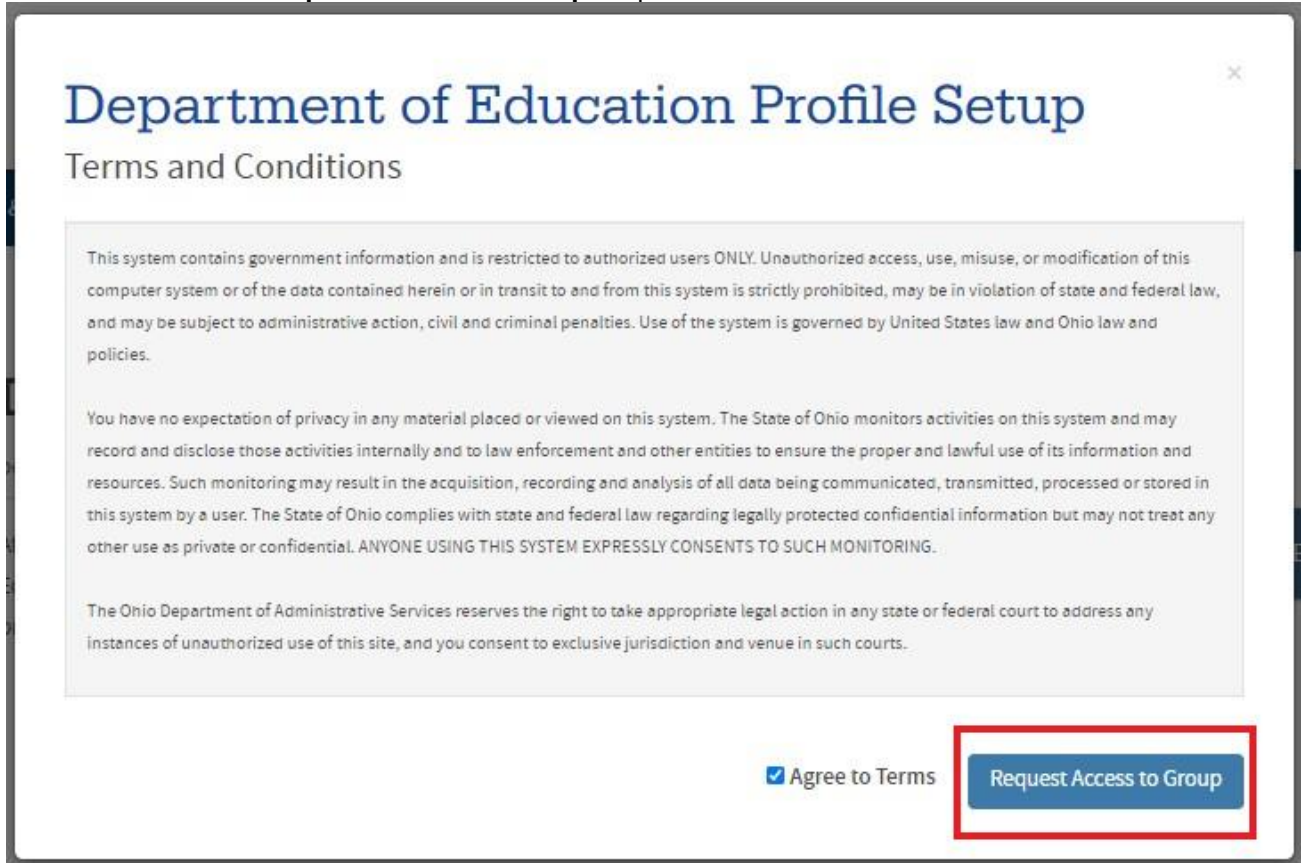 Department of Education Profile Setup
Terms and Conditions
This system contains government information and is restricted to authorized users ONLY. Unauthorized access, use, misuse, or modification of this
computer system or of the data contained herein or in transit to and from this system is strictly prohibited, may be in violation of state and federal law,
and may be subject to administrative action, civil and criminal penalties. Use of the system is governed by United States law and Ohio law and
policies.
You have no expectation of privacy in any material placed or viewed on this system. The State of Ohio monitors activities on this system and may
record and disclose those activities internally and to law enforcement and other entities to ensure the proper and lawful use of its information and
resources. Such monitoring may result in the acquisition, recording and analysis of all data being communicated, transmitted, processed or stored in
this system by a user. The State of Ohio complies with state and federal law regarding legally protected confidential information but may not treat any
other use as private or confidential. ANYONE USING THIS SYSTEM EXPRESSLY CONSENTS TO SUCH MONITORING.
The Ohio Department of Administrative Services reserves the right to take appropriate legal action in any state or federal court to address any
instances of unauthorized use of this site, and you consent to exclusive jurisdiction and venue in such courts.
Agree to Terms
Request Access to Group